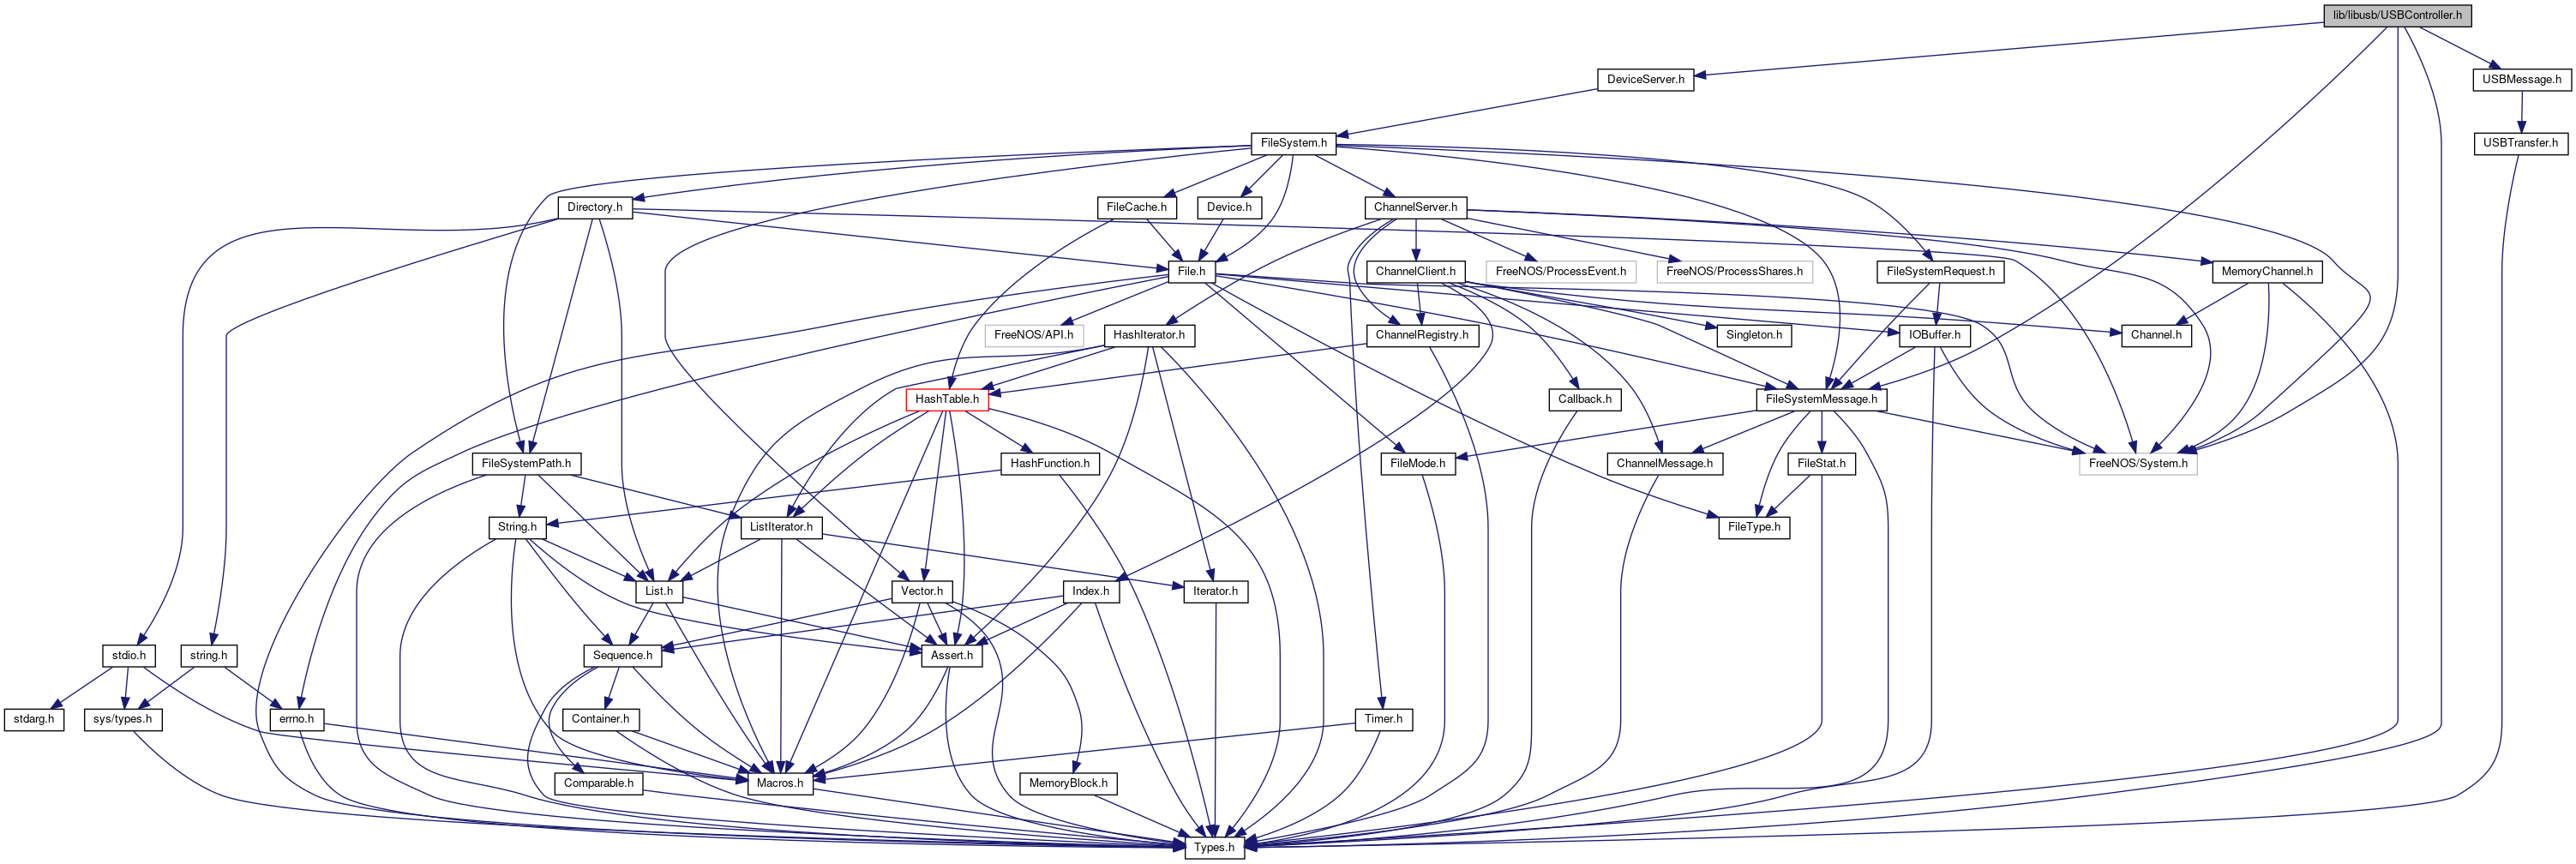 lib/libusb/USBController.h
DeviceServer.h
USBMessage.h
FileSystem.h
USBTransfer.h
Directory.h
FileCache.h
Device.h
ChannelServer.h
File.h
ChannelClient.h
FreeNOS/ProcessEvent.h
FreeNOS/ProcessShares.h
FileSystemRequest.h
MemoryChannel.h
FreeNOS/API.h
HashIterator.h
ChannelRegistry.h
Singleton.h
IOBuffer.h
Channel.h
HashTable.h
Callback.h
FileSystemMessage.h
FileSystemPath.h
HashFunction.h
FileMode.h
ChannelMessage.h
FileStat.h
FreeNOS/System.h
String.h
ListIterator.h
FileType.h
List.h
Vector.h
Index.h
Iterator.h
stdio.h
string.h
Sequence.h
Assert.h
stdarg.h
sys/types.h
errno.h
Container.h
Timer.h
Comparable.h
Macros.h
MemoryBlock.h
Types.h